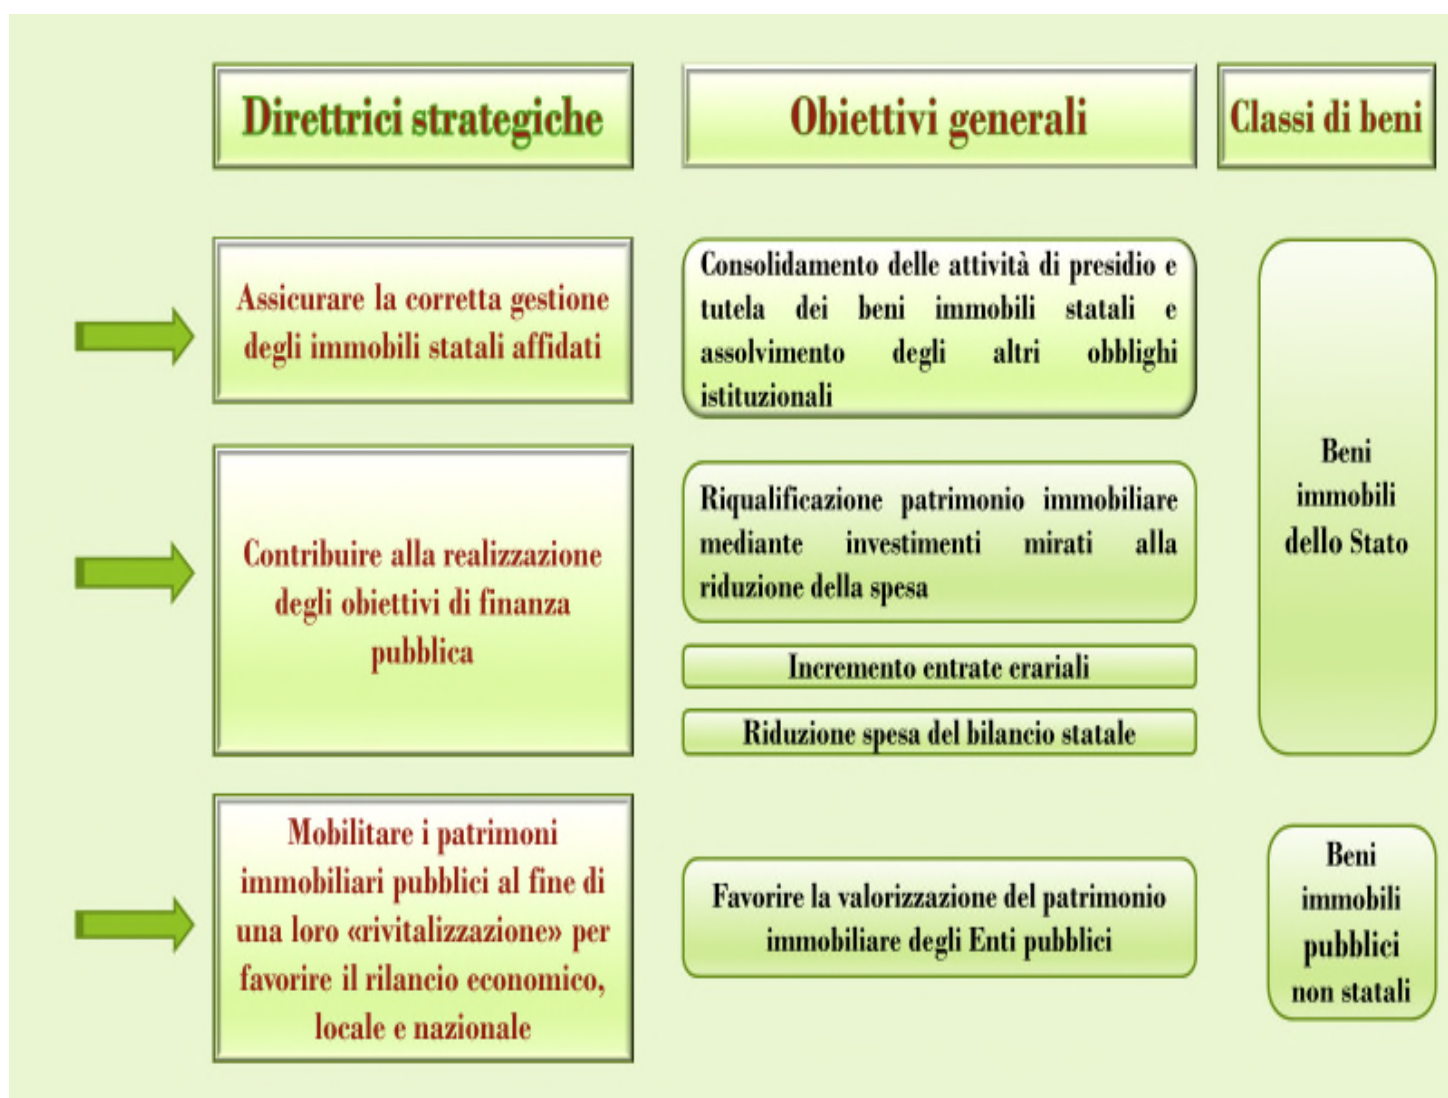 Direttrici strategiche
Obiettivi generali
Classi di beni
Assicurare la corretta gestione
degli immobili statali affidati
Consolidamento delle attività di presidio e
tutela dei beni immobili statali e
assolvimento degli altri obblighi
istituzionali
Contribuire alla realizzazione
degli obiettivi di finanza
pubblica
Riqualificazione patrimonio immobiliare
mediante investimenti mirati alla
riduzione della spesa
Incremento entrate erariali
Riduzione spesa del bilancio statale
Beni
immobili
dello Stato
Mobilitare i patrimoni
immobiliari pubblici al fine di
una loro «rivitalizzazione» per
favorire il rilancio economico,
locale e nazionale
Favorire la valorizzazione del patrimonio
immobiliare degli Enti pubblici
Beni
immobili
pubblici
non statali